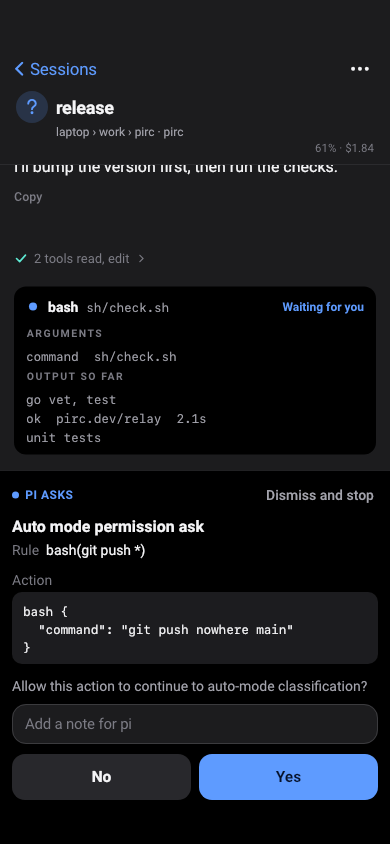 Sessions
?
release
laptop › work › pirc · pirc
61% · $1.84
I'll bump the version first, then run the checks.
Copy
2 tools read, edit
bash sh/check.sh Waiting for you
ARGUMENTS
command sh/check.sh
OUTPUT SO FAR
go vet, test
ok pirc.dev/relay 2.1s
unit tests
PI ASKS Dismiss and stop
Auto mode permission ask
Rule bash(git push *)
Action
bash {
"command": "git push nowhere main"
}
Allow this action to continue to auto-mode classification?
Add a note for pi
No Yes